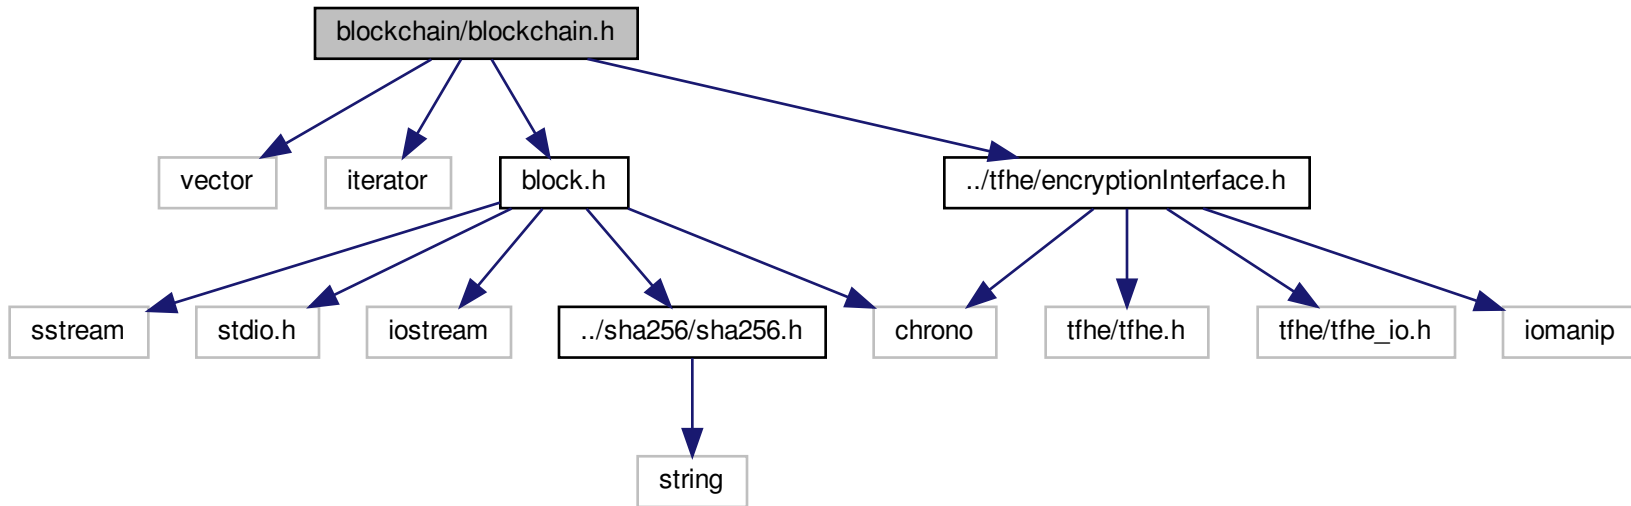 blockchain/blockchain.h
vector
iterator
block.h
../tfhe/encryptionInterface.h
sstream
stdio.h
iostream
../sha256/sha256.h
chrono
tfhe/tfhe.h
tfhe/tfhe_io.h
iomanip
string